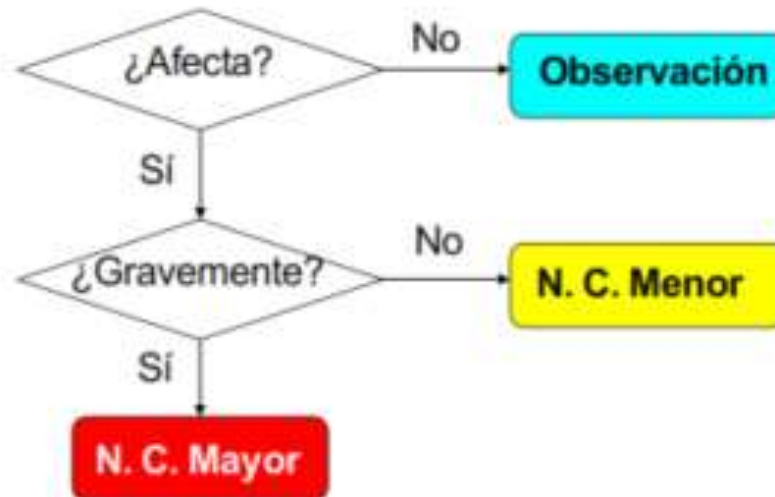 ¿Afecta?
No
Observación
Sí
¿Gravemente?
No
N. C. Menor
Sí
N. C. Mayor